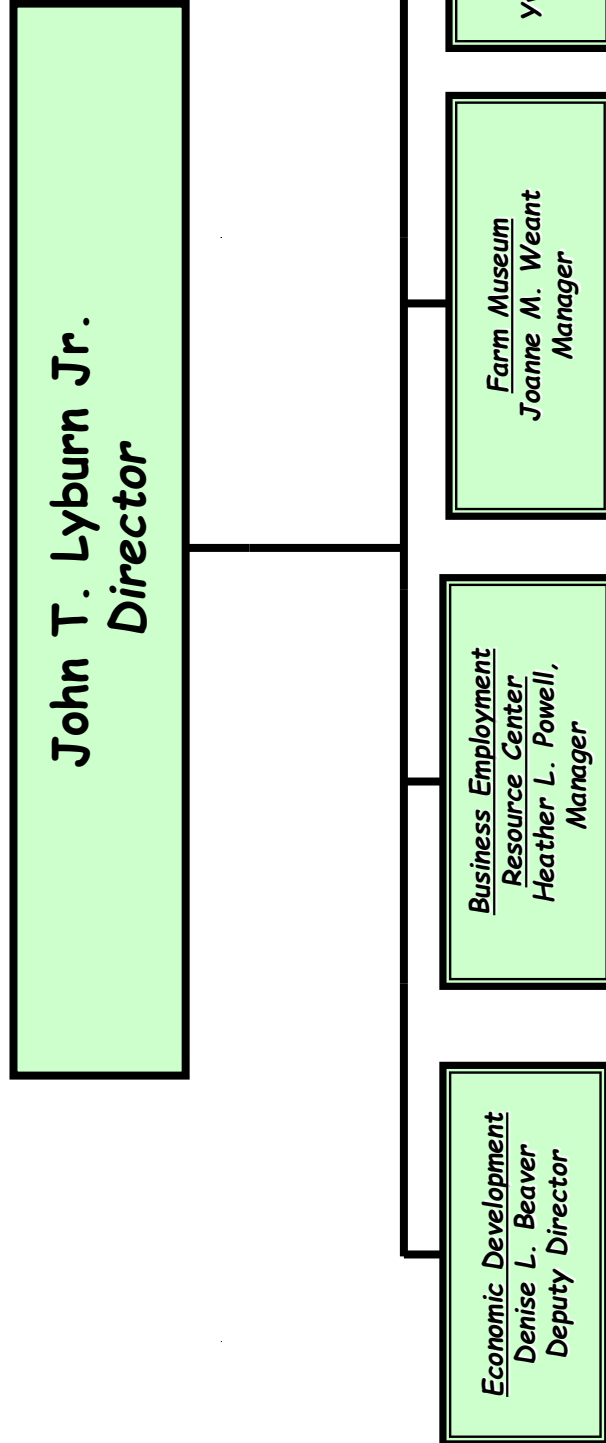 John T. Lyburn Jr.
Director
Economic Development
Denise L. Beaver
Deputy Director
Business Employment
Resource Center
Heather L. Powell,
Manager
Farm Museum
Joanne M. Weant
Manager